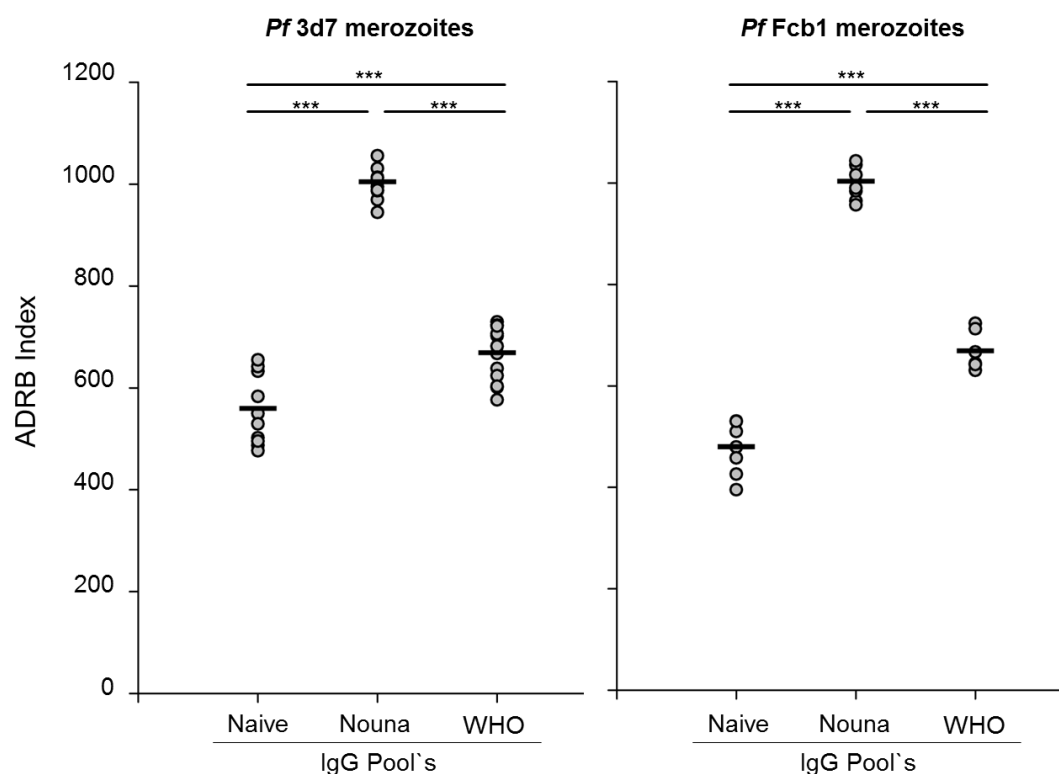 Pf 3d7 merozoites
Pf Fcb1 merozoites
***
*** ***
***
*** ***
1200
1000
800
600
400
200
0
ADRB Index
Naive Nouna WHO
IgG Pool`s
Naive Nouna WHO
IgG Pool`s